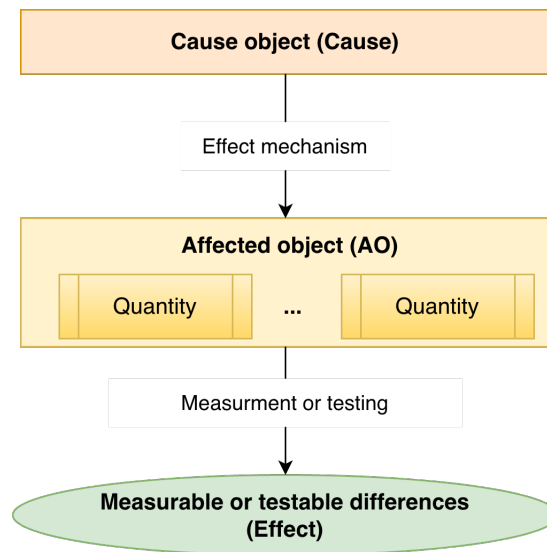 Cause object (Cause)
Effect mechanism
Affected object (AO)
Quantity ... Quantity
Measurment or testing
Measurable or testable differences
(Effect)